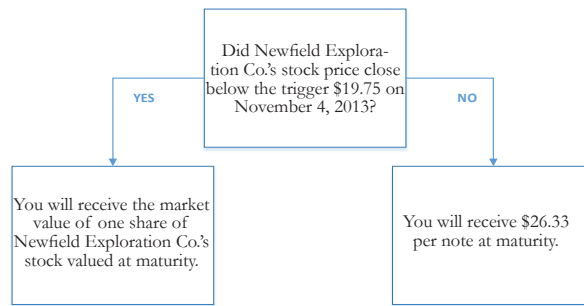 Did Newfield Explora-
tion Co.'s stock price close
below the trigger $19.75 on
November 4, 2013?
YES
NO
You will receive the market
value of one share of
Newfield Exploration Co.'s
stock valued at maturity.
You will receive $26.33
per note at maturity.